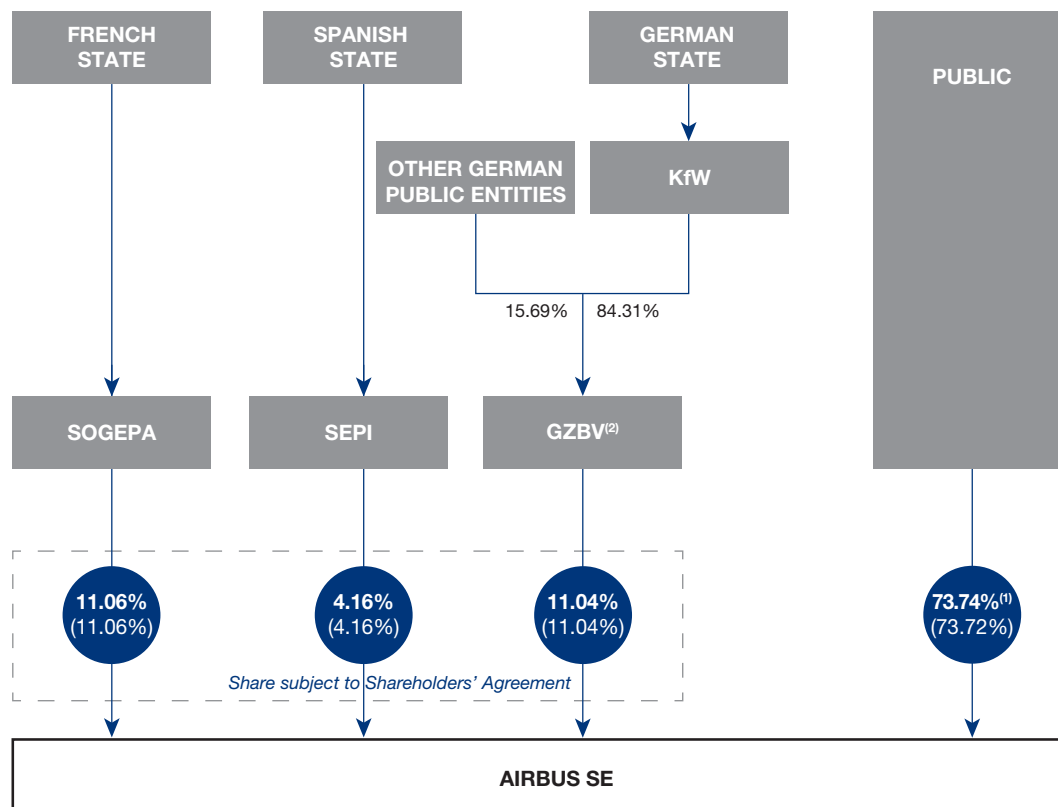 FRENCH
STATE
SPANISH
STATE
GERMAN
STATE
PUBLIC
OTHER GERMAN
PUBLIC ENTITIES
KfW
15.69%
84.31%
SOGEPA
SEPI
GZBV(2)
11.06%
(11.06%)
4.16%
(4.16%)
11.04%
(11.04%)
73.74%(1)
(73.72%)
Share subject to Shareholders’ Agreement
AIRBUS SE